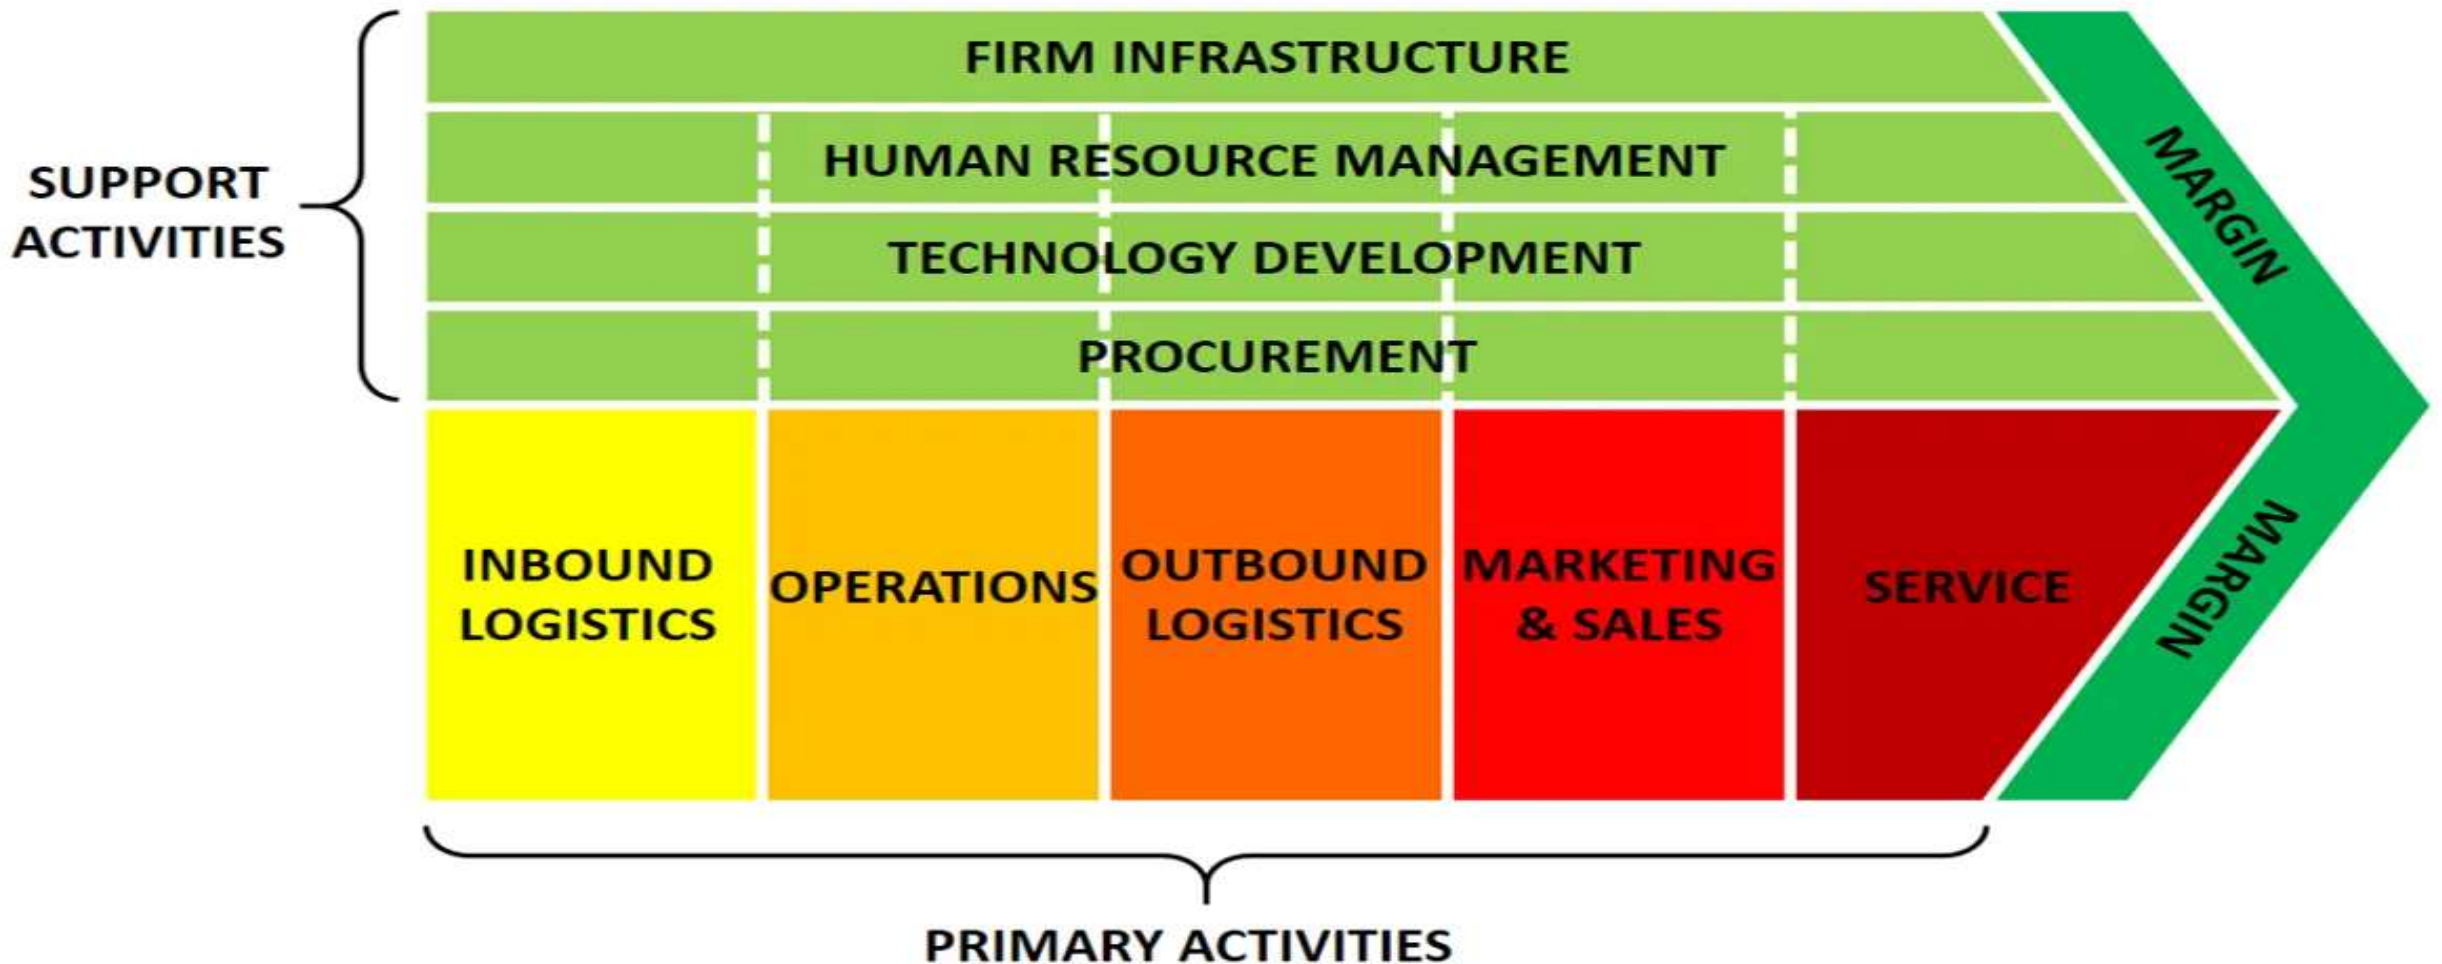 FIRM INFRASTRUCTURE
HUMAN RESOURCE MANAGEMENT
TECHNOLOGY DEVELOPMENT
PROCUREMENT
SUPPORT
ACTIVITIES
MARGIN
INBOUND
LOGISTICS
OPERATIONS
OUTBOUND
LOGISTICS
MARKETING
& SALES
SERVICE
MARGIN
PRIMARY ACTIVITIES